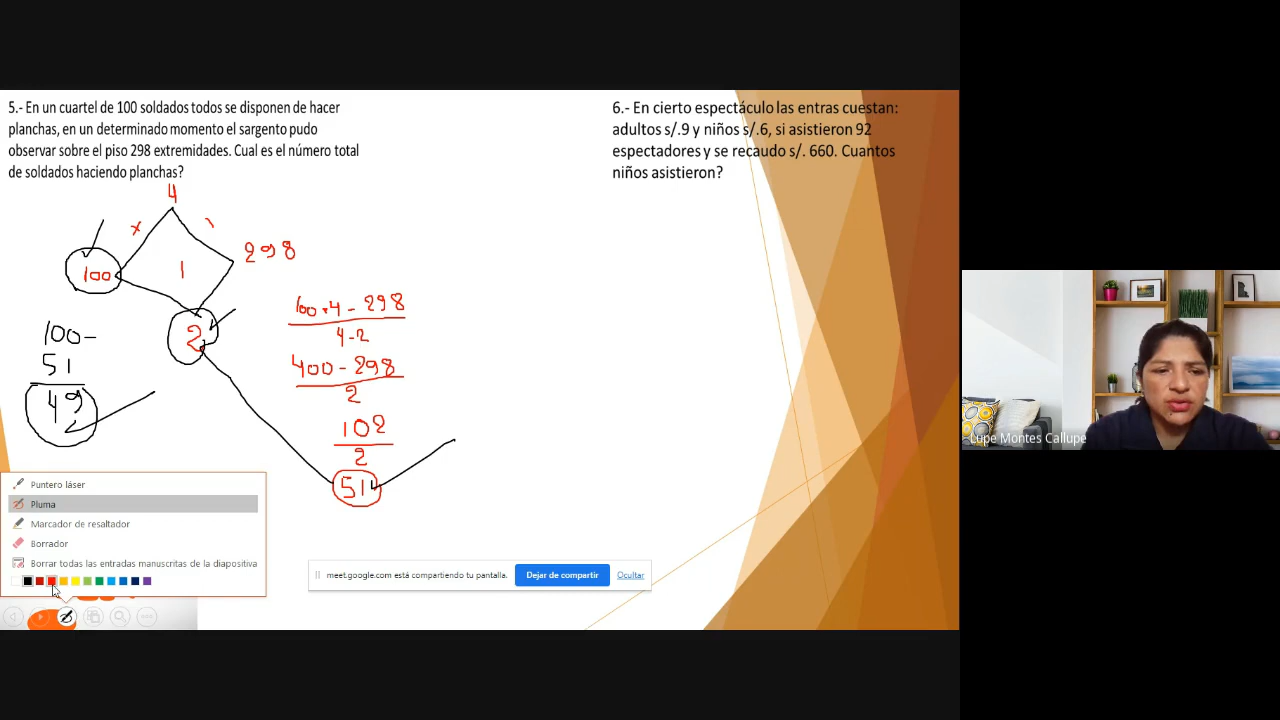 5.- En un cuartel de 100 soldados todos se disponen de hacer
planchas, en un determinado momento el sargento pudo
observar sobre el piso 298 extremidades. Cual es el número total
de soldados haciendo planchas?
4
x
298
100
1
2
100-
51
49
100 · 4 - 298
4-2
400 - 298
2
102
2
51
6.- En cierto espectáculo las entras cuestan:
adultos s/.9 y niños s/.6, si asistieron 92
espectadores y se recaudo s/. 660. Cuantos
niños asistieron?
Puntero láser
Pluma
Marcador de resaltador
Borrador
Borrar todas las entradas manuscritas de la diapositiva
meet.google.com está compartiendo tu pantalla.
Dejar de compartir
Ocultar
Lupe Montes Callupe